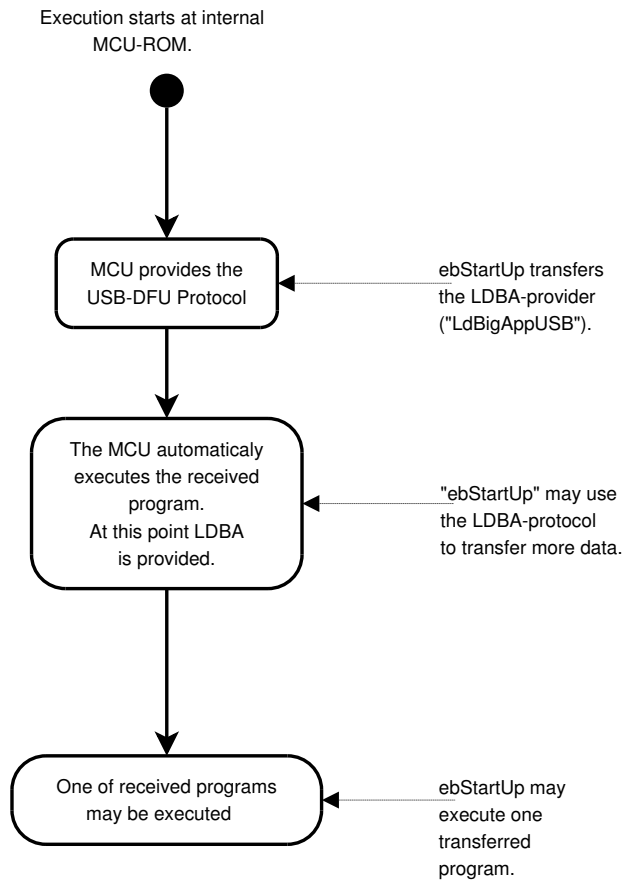 Execution starts at internal
MCU-ROM.
MCU provides the
USB-DFU Protocol
ebStartUp transfers
the LDBA-provider
("LdBigAppUSB").
The MCU automaticaly
executes the received
program.
At this point LDBA
is provided.
"ebStartUp" may use
the LDBA-protocol
to transfer more data.
One of received programs
may be executed
ebStartUp may
execute one
transferred
program.